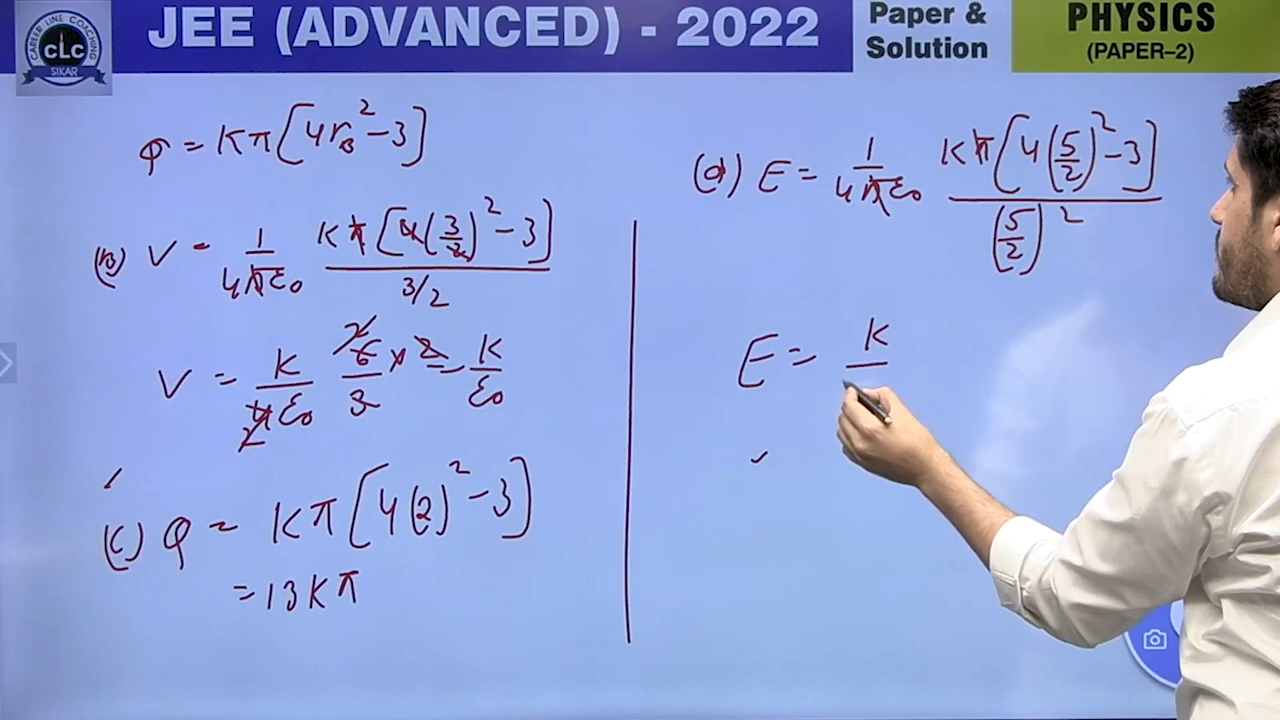 CAREER LINE COACHING
CLC
SIKAR
JEE (ADVANCED) - 2022
Paper &
Solution
PHYSICS
(PAPER–2)
φ = Kπ[4r_B² - 3]
(B) V = 1/(4πε₀) Kπ[4(3/2)² - 3]/(3/2)
V = K/(4ε₀) 6/3 × 2 = K/ε₀
2
(C) φ = Kπ[4(2)² - 3]
= 13Kπ
(d) E = 1/(4πε₀) Kπ[4(5/2)² - 3]/(5/2)²
E = K